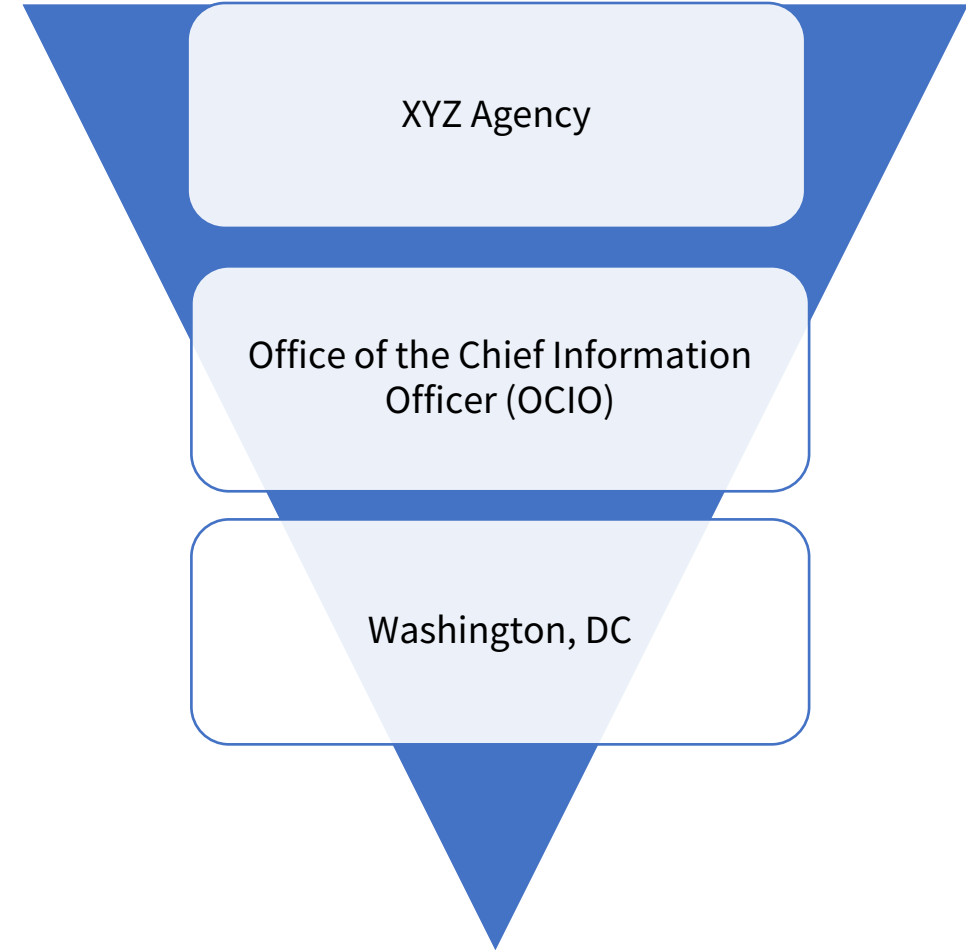 XYZ Agency
Office of the Chief Information
Officer (OCIO)
Washington, DC